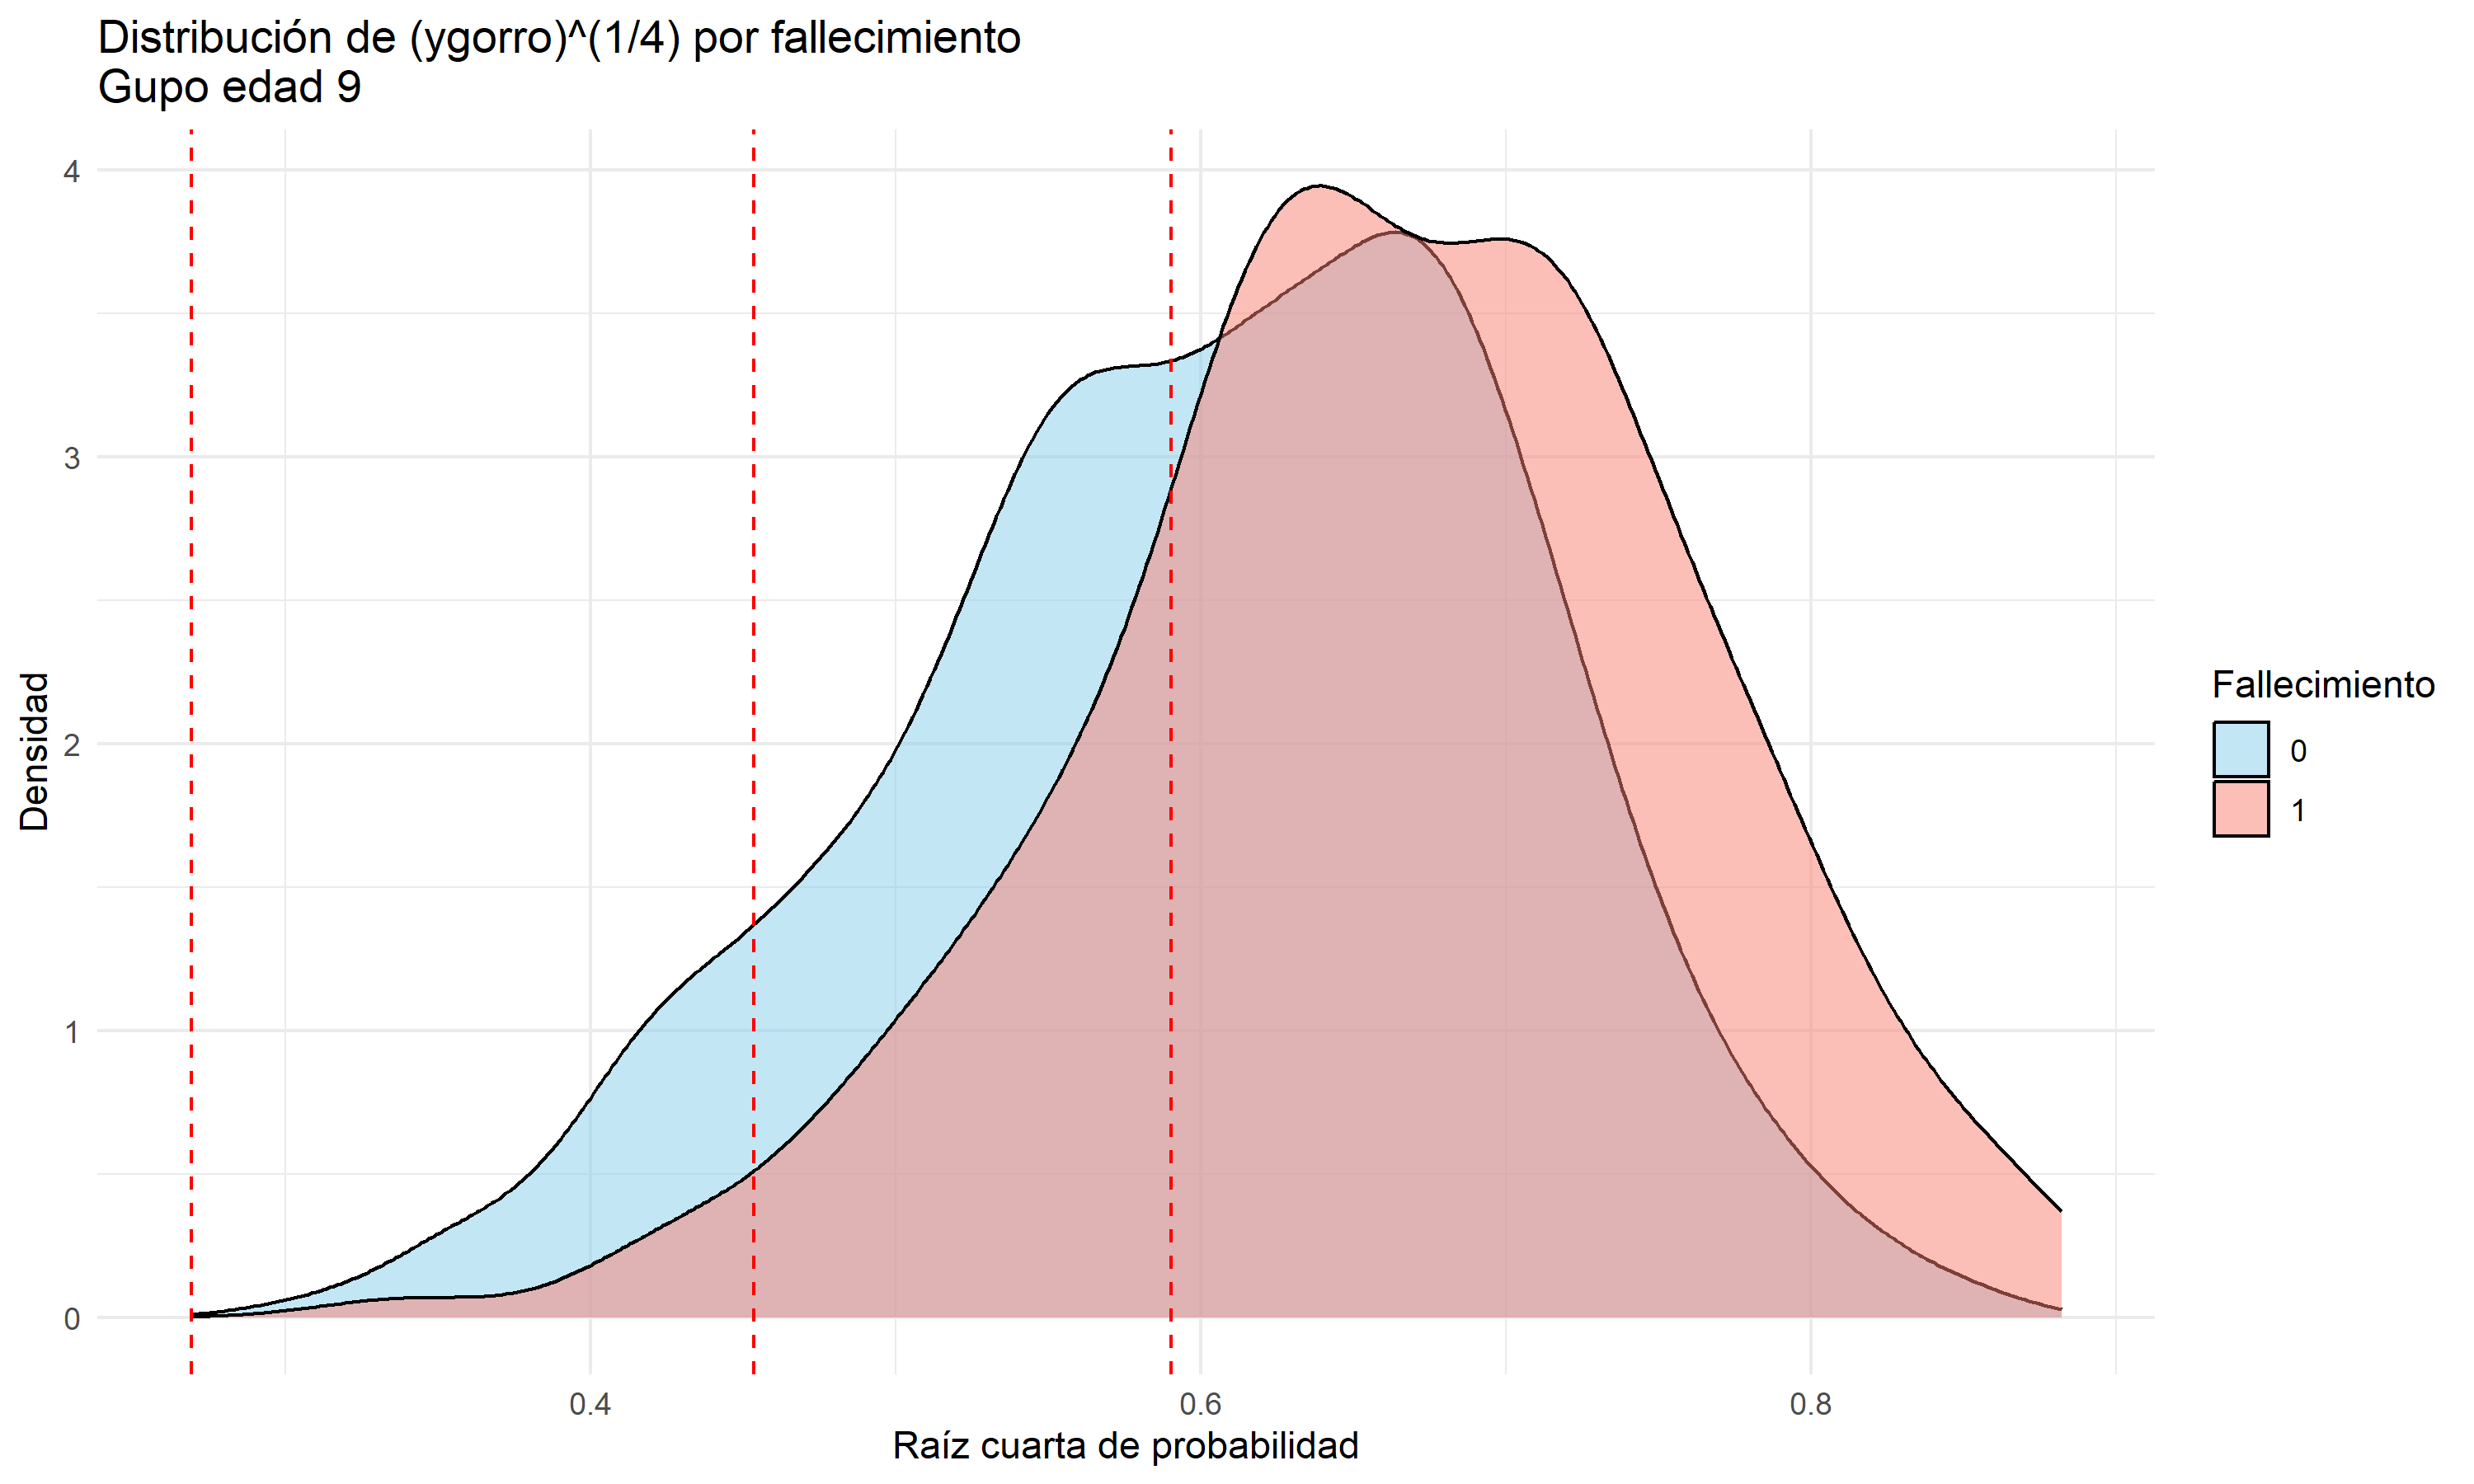 Distribución de (ygorro)^(1/4) por fallecimiento
Gupo edad 9
4
3
2
1
0
Densidad
0.4
0.6
0.8
Raíz cuarta de probabilidad
Fallecimiento
0
1